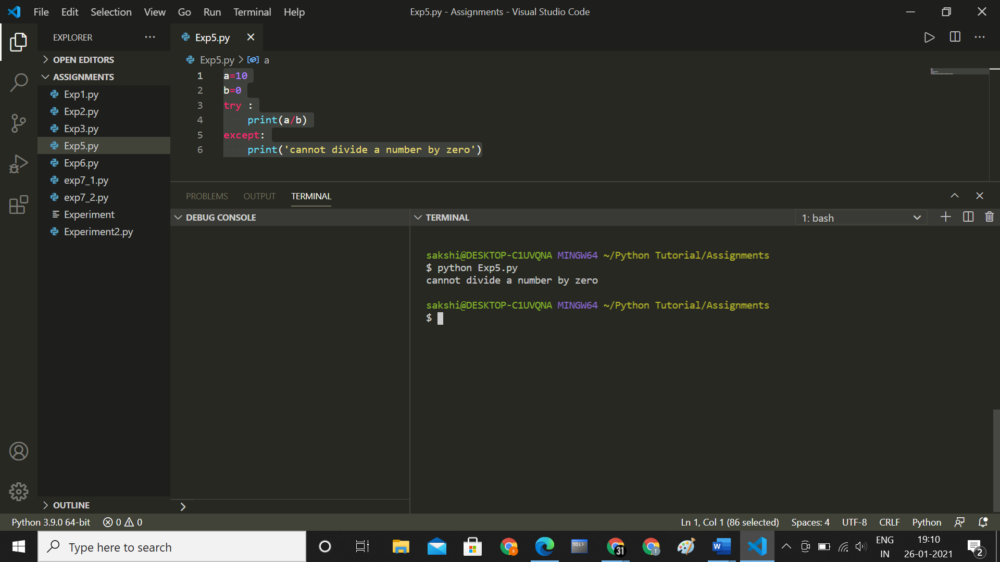 File Edit Selection View Go Run Terminal Help
Exp5.py - Assignments - Visual Studio Code
EXPLORER
OPEN EDITORS
ASSIGNMENTS
Exp1.py
Exp2.py
Exp3.py
Exp5.py
Exp6.py
exp7_1.py
exp7_2.py
Experiment
Experiment2.py
OUTLINE
Exp5.py
Exp5.py > a
1 a=10
2 b=0
3 try :
4     print(a/b)
5 except:
6     print('cannot divide a number by zero')
PROBLEMS OUTPUT TERMINAL
DEBUG CONSOLE
TERMINAL
1: bash
sakshi@DESKTOP-C1UVQNA MINGW64 ~/Python Tutorial/Assignments
$ python Exp5.py
cannot divide a number by zero
sakshi@DESKTOP-C1UVQNA MINGW64 ~/Python Tutorial/Assignments
$
Python 3.9.0 64-bit 0 0
Ln 1, Col 1 (86 selected) Spaces: 4 UTF-8 CRLF Python
Type here to search
SQL>
S
31
T
W
ENG
IN
19:10
26-01-2021
2